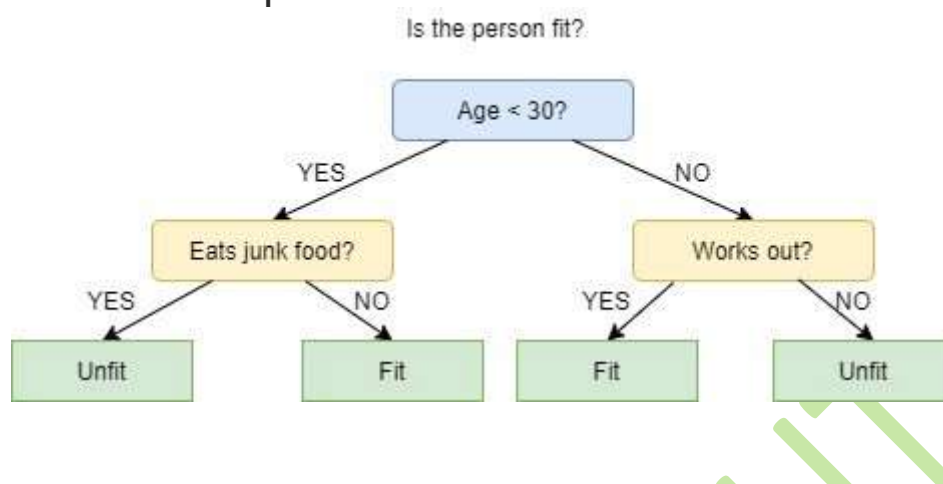 Is the person fit?
Age < 30?
YES
NO
Eats junk food?
Works out?
YES
NO
YES
NO
Unfit
Fit
Fit
Unfit